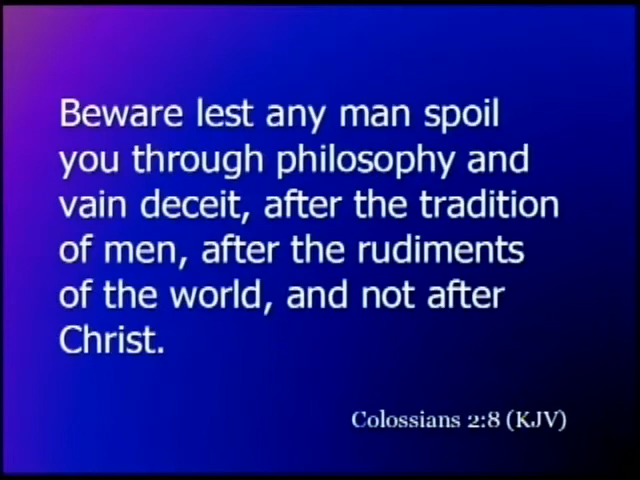 Beware lest any man spoil
you through philosophy and
vain deceit, after the tradition
of men, after the rudiments
of the world, and not after
Christ.
Colossians 2:8 (KJV)